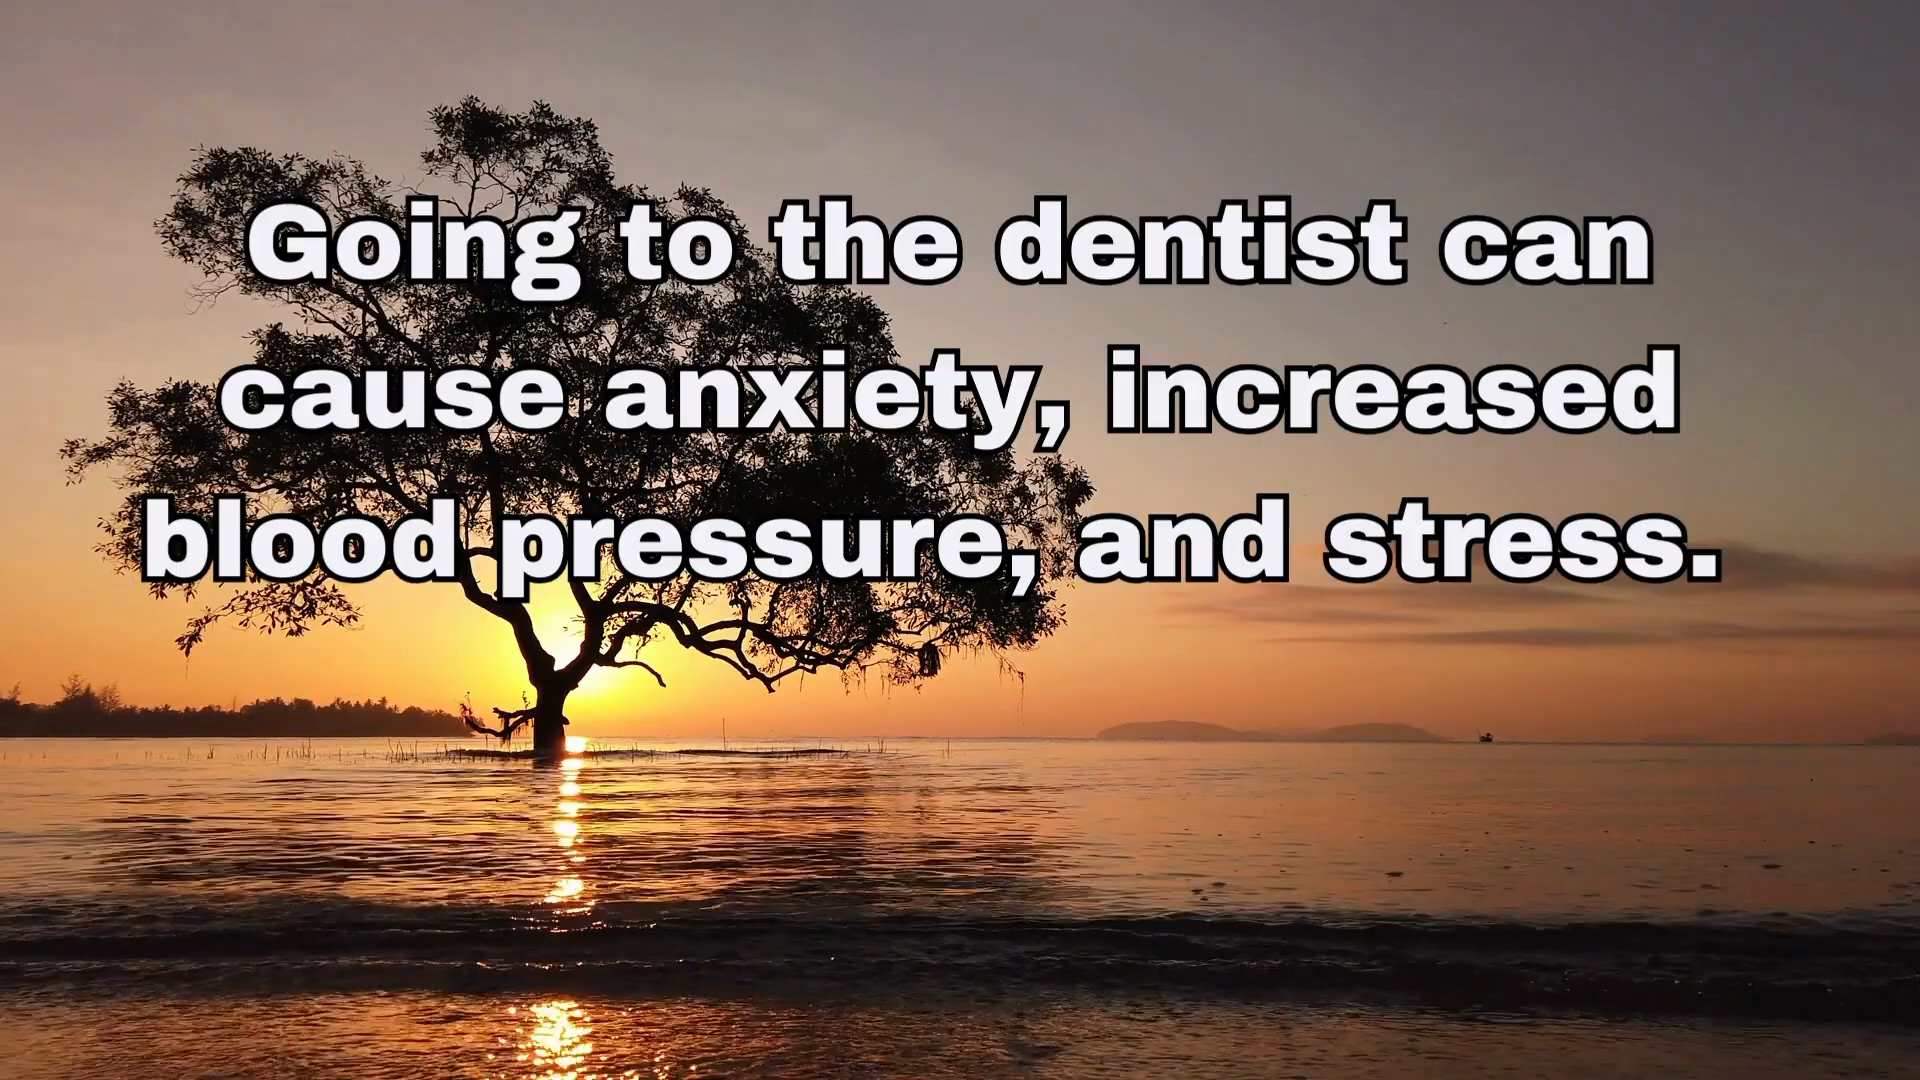 Going to the dentist can
cause anxiety, increased
blood pressure, and stress.